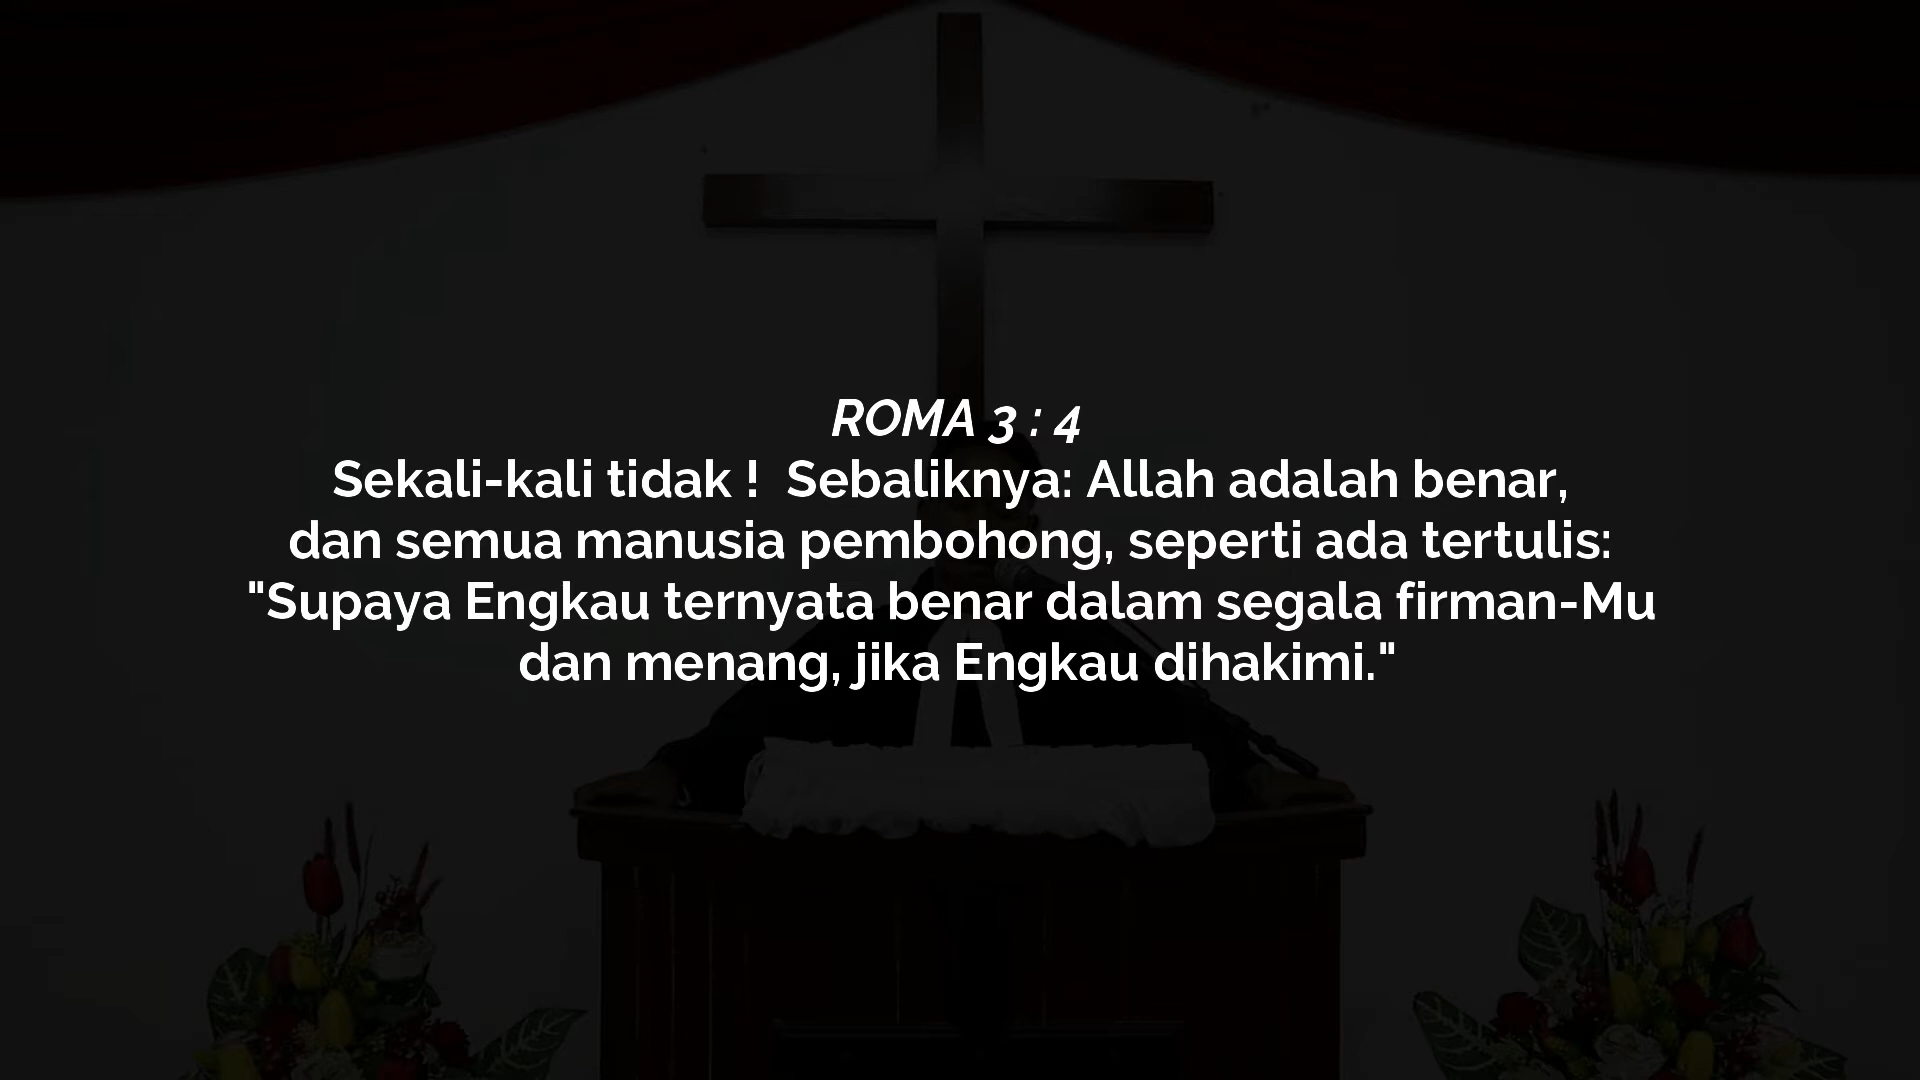 ROMA 3 : 4
Sekali-kali tidak !  Sebaliknya: Allah adalah benar,
dan semua manusia pembohong, seperti ada tertulis:
"Supaya Engkau ternyata benar dalam segala firman-Mu
dan menang, jika Engkau dihakimi."